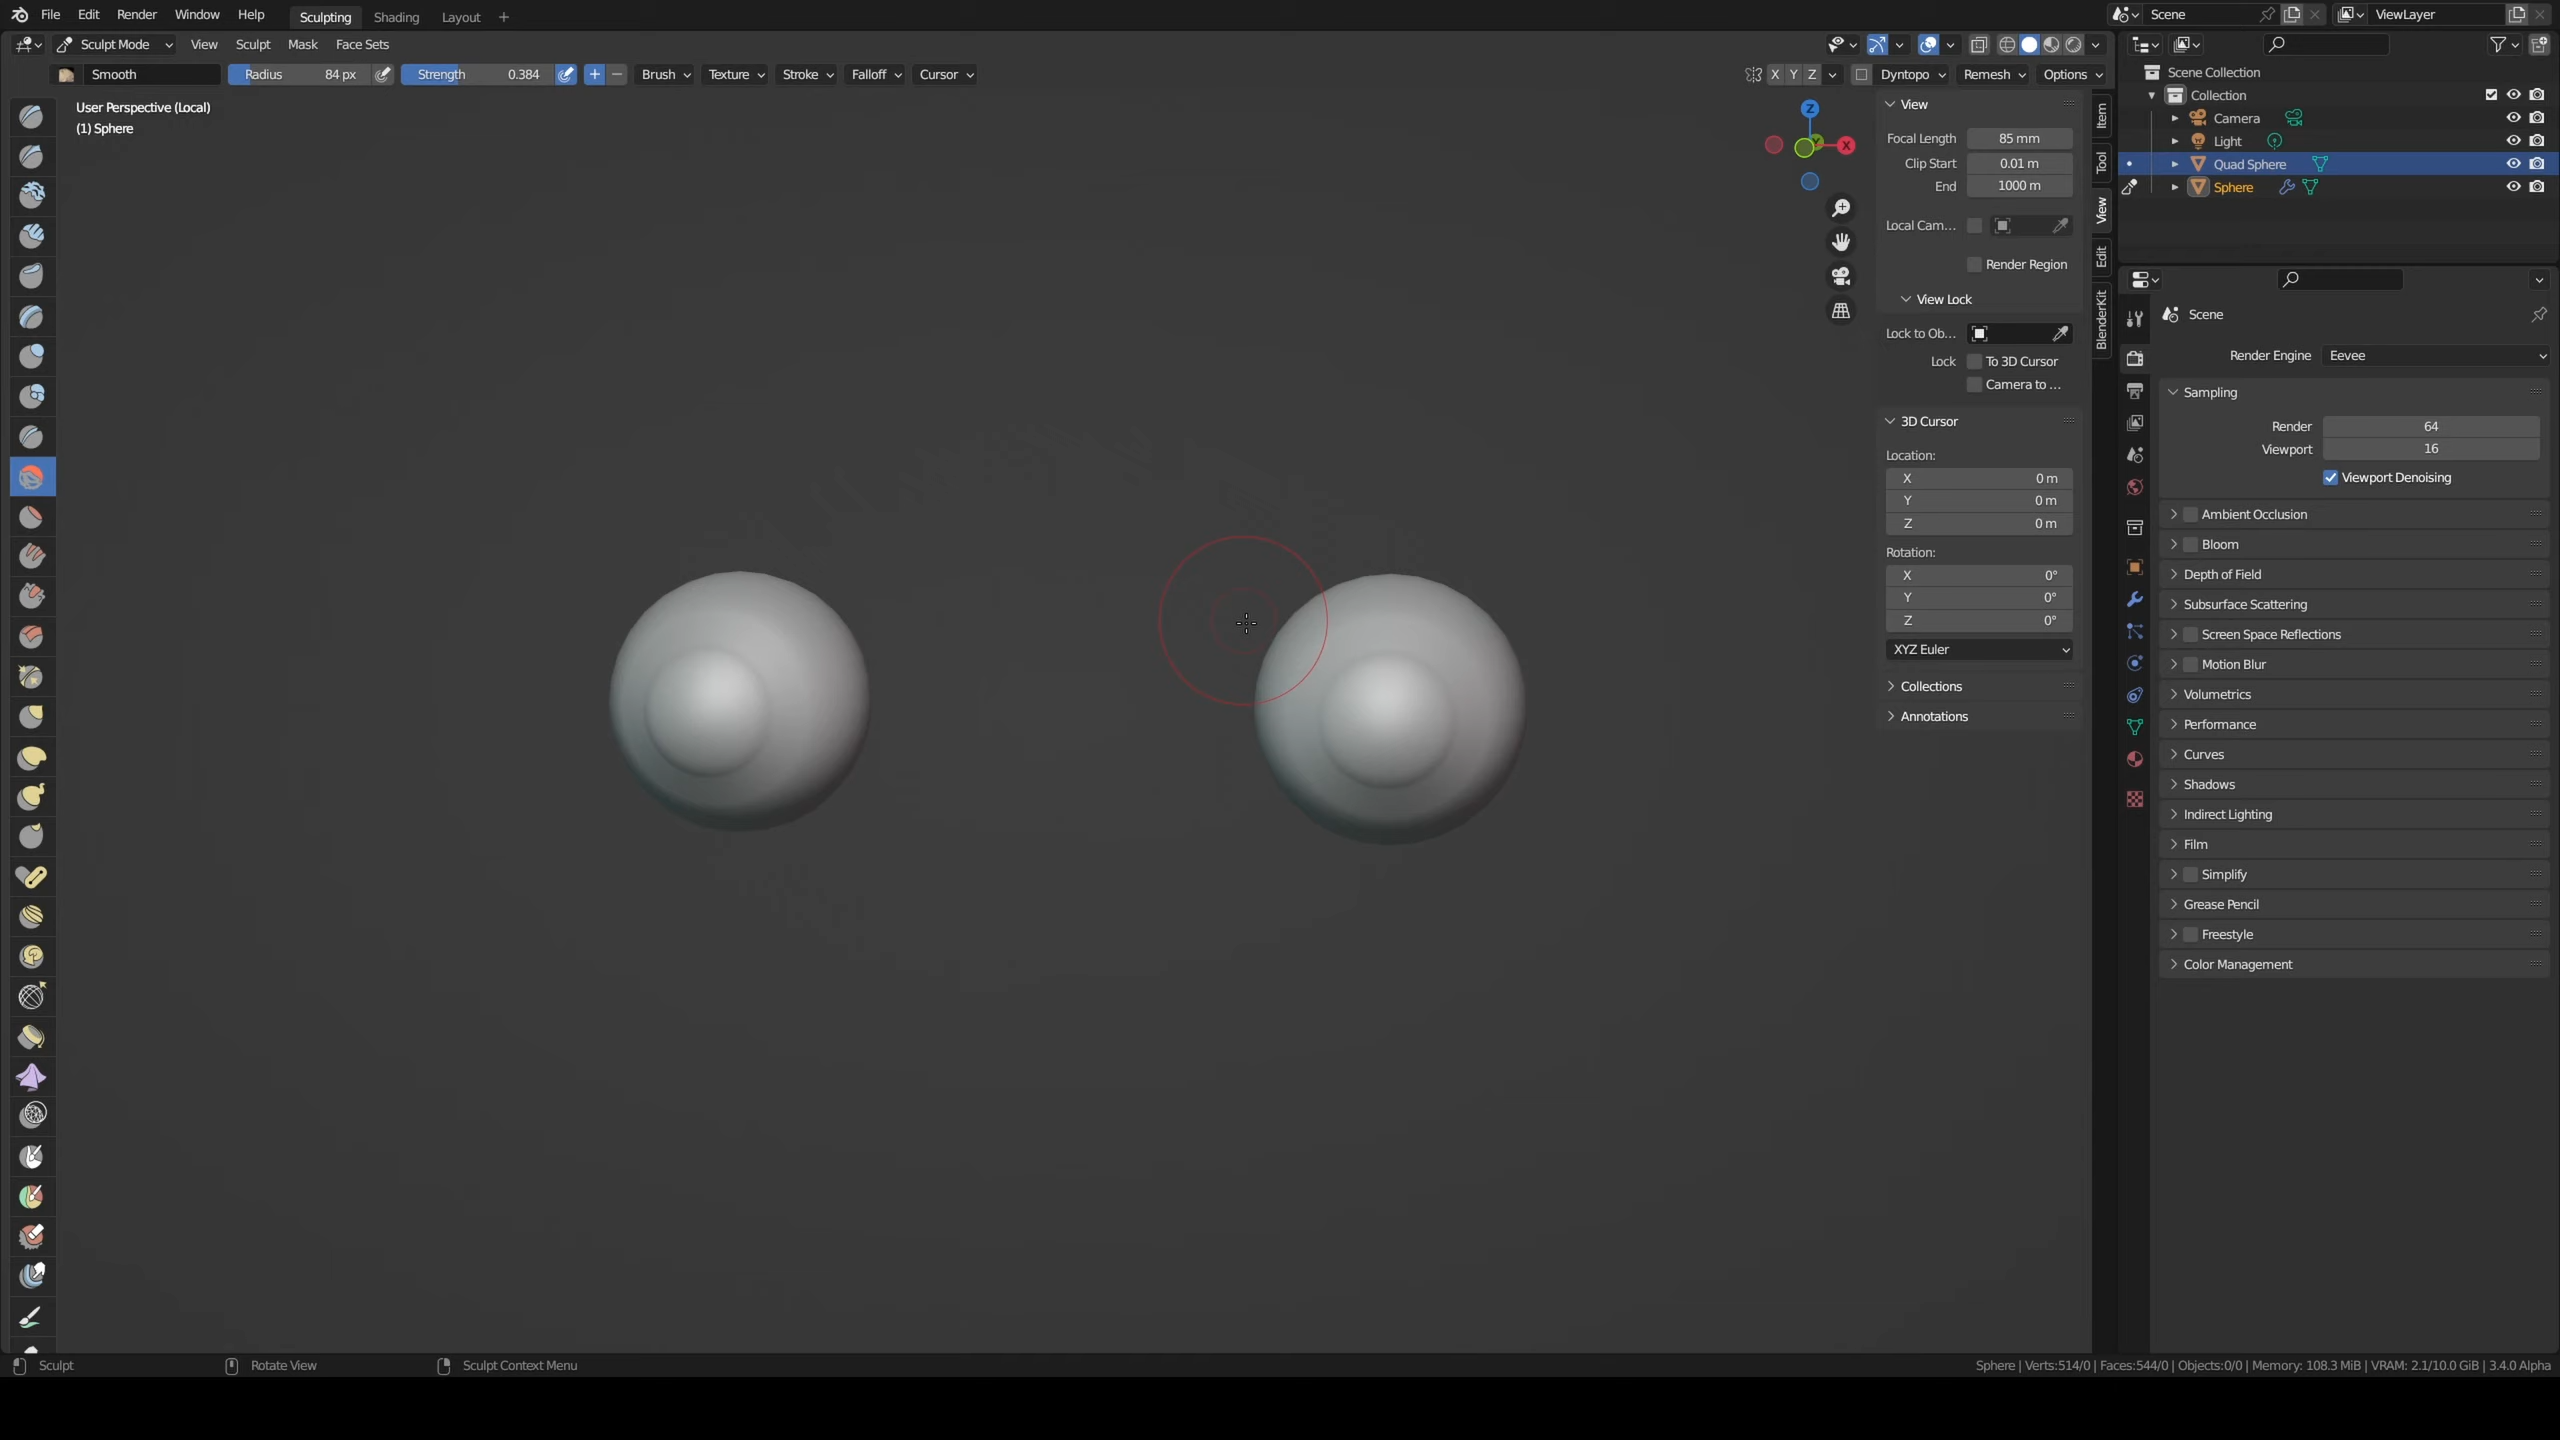 File Edit Render Window Help Sculpting Shading Layout + Scene ViewLayer
Sculpt Mode View Sculpt Mask Face Sets
Smooth Radius 84 px Strength 0.384 + − Brush Texture Stroke Falloff Cursor X Y Z Dyntopo Remesh Options
User Perspective (Local)
(1) Sphere
Z
X
View
Focal Length 85 mm
Clip Start 0.01 m
End 1000 m
Local Cam...
Render Region
View Lock
Lock to Ob...
Lock To 3D Cursor
Camera to ...
3D Cursor
Location:
X 0 m
Y 0 m
Z 0 m
Rotation:
X 0°
Y 0°
Z 0°
XYZ Euler
Collections
Annotations
Item
Tool
View
Edit
BlenderKit
Scene Collection
Collection
Camera
Light
Quad Sphere
Sphere
Scene
Render Engine Eevee
Sampling
Render 64
Viewport 16
Viewport Denoising
Ambient Occlusion
Bloom
Depth of Field
Subsurface Scattering
Screen Space Reflections
Motion Blur
Volumetrics
Performance
Curves
Shadows
Indirect Lighting
Film
Simplify
Grease Pencil
Freestyle
Color Management
Sculpt Rotate View Sculpt Context Menu
Sphere | Verts:514/0 | Faces:544/0 | Objects:0/0 | Memory: 108.3 MiB | VRAM: 2.1/10.0 GiB | 3.4.0 Alpha